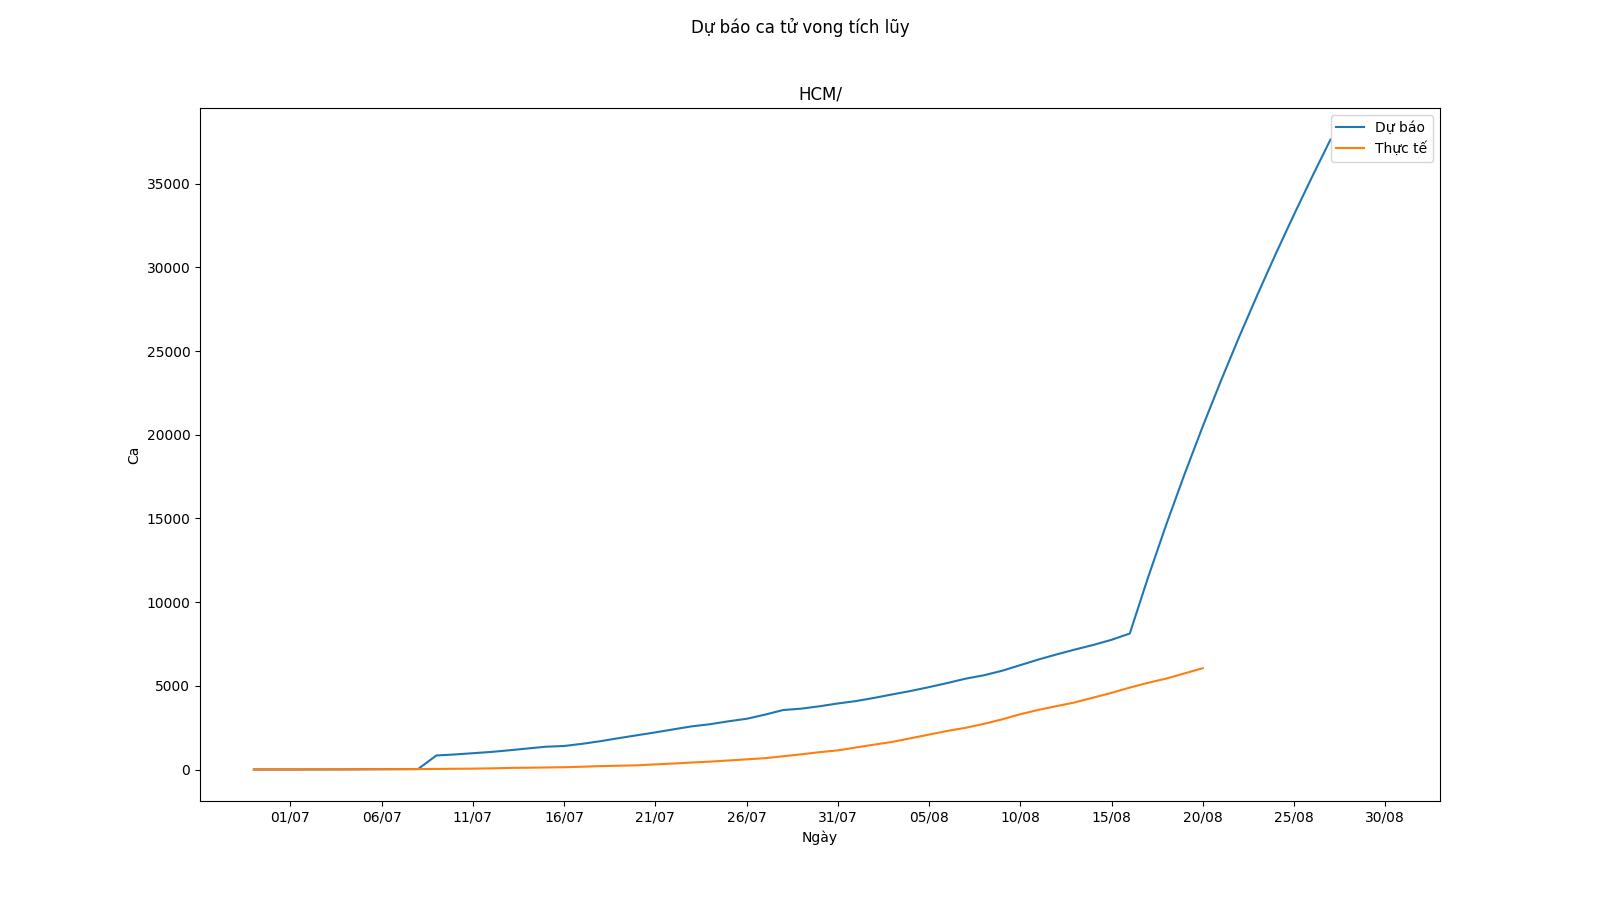 Dự báo ca tử vong tích lũy
HCM/
Dự báo
Thực tế
35000
30000
25000
20000
15000
10000
5000
0
Ca
01/07 06/07 11/07 16/07 21/07 26/07 31/07 05/08 10/08 15/08 20/08 25/08 30/08
Ngày